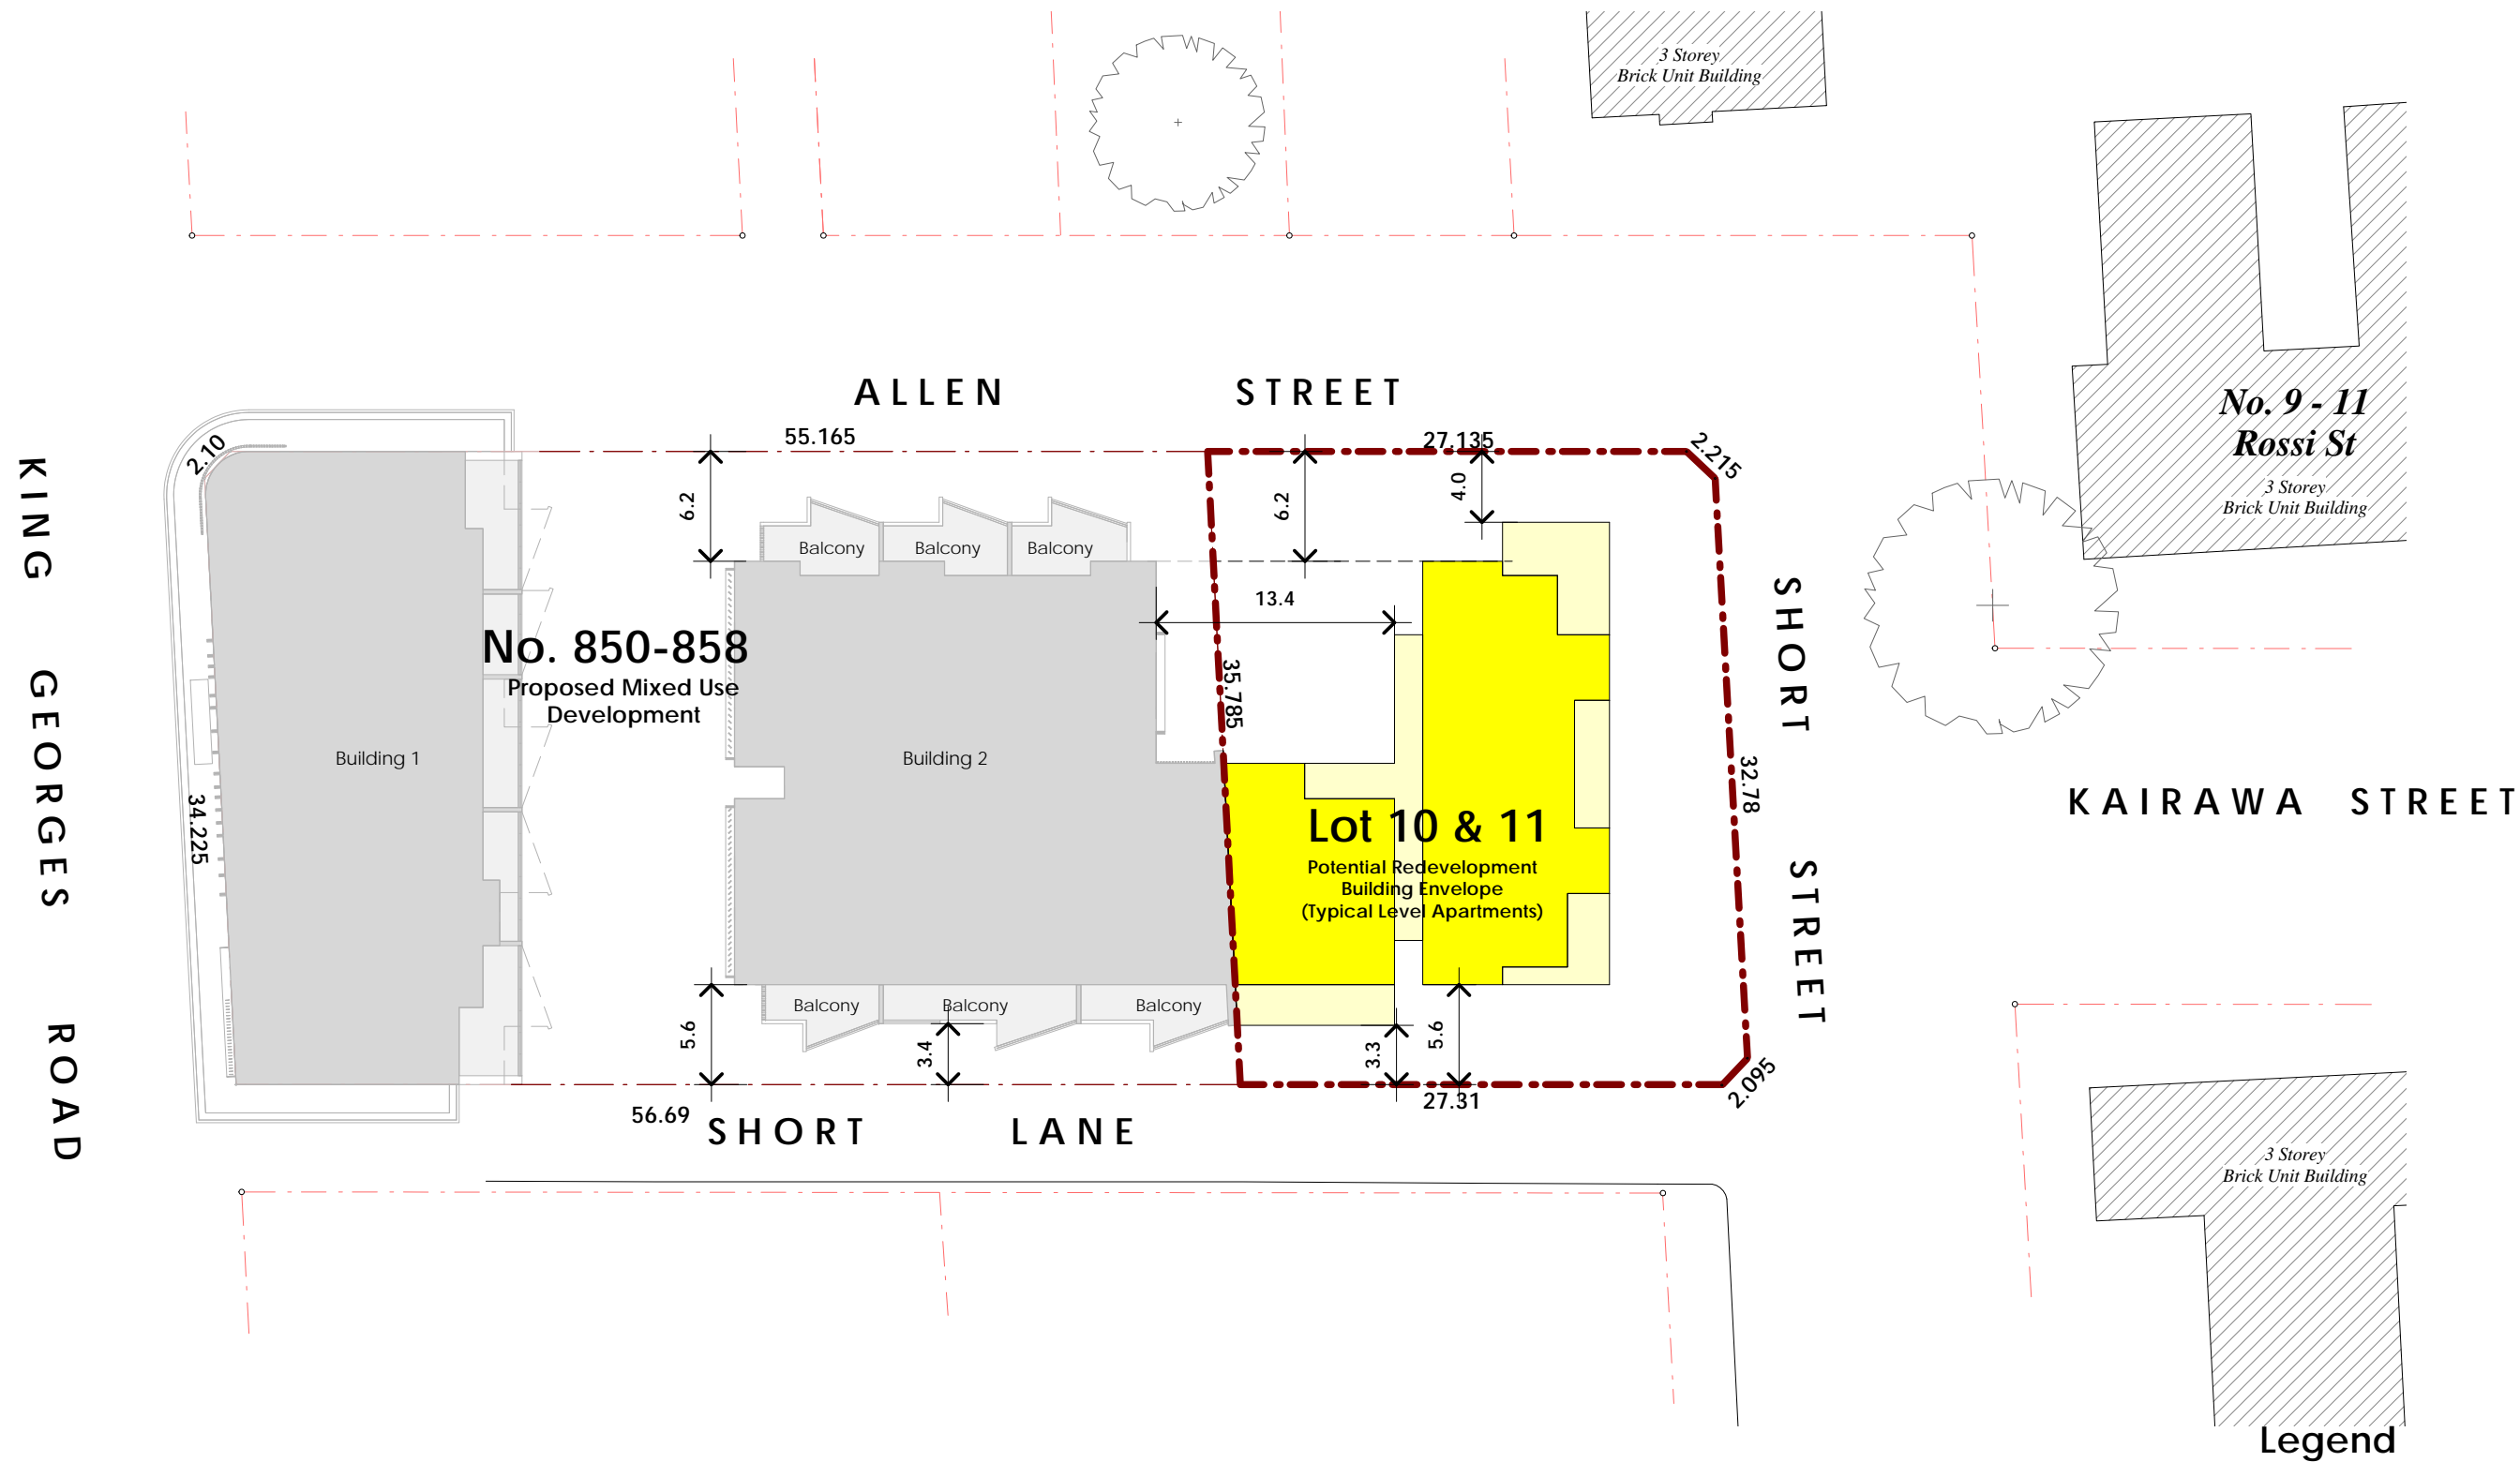 3 Storey
Brick Unit Building
ALLEN STREET
No. 9 - 11
Rossi St
3 Storey
Brick Unit Building
2.10
55.165
27.135
2.215
6.2
6.2
4.0
Balcony
Balcony
Balcony
13.4
KING GEORGES ROAD
No. 850-858
Proposed Mixed Use
Development
35.785
SHORT STREET
Building 1
Building 2
34.225
32.78
KAIRAWA STREET
Lot 10 & 11
Potential Redevelopment
Building Envelope
(Typical Level Apartments)
Balcony
Balcony
Balcony
5.6
3.4
3.3
5.6
2.095
56.69
27.31
SHORT LANE
3 Storey
Brick Unit Building
Legend